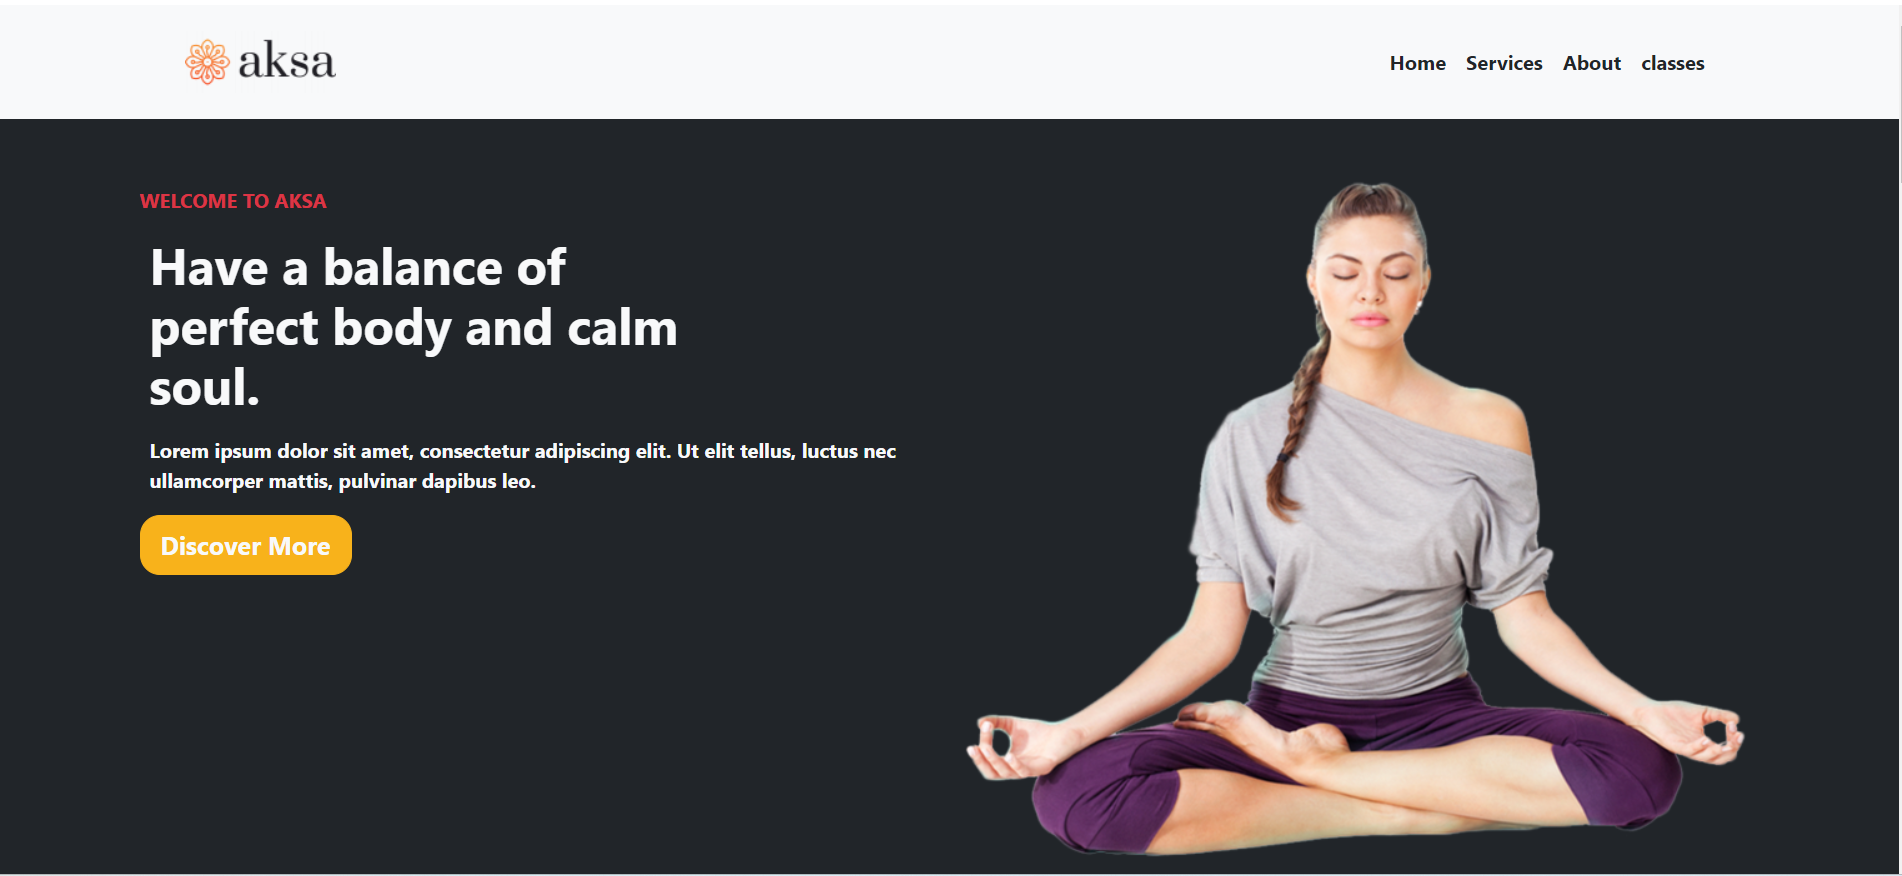 aksa
Home Services About classes
WELCOME TO AKSA
Have a balance of
perfect body and calm
soul.
Lorem ipsum dolor sit amet, consectetur adipiscing elit. Ut elit tellus, luctus nec
ullamcorper mattis, pulvinar dapibus leo.
Discover More